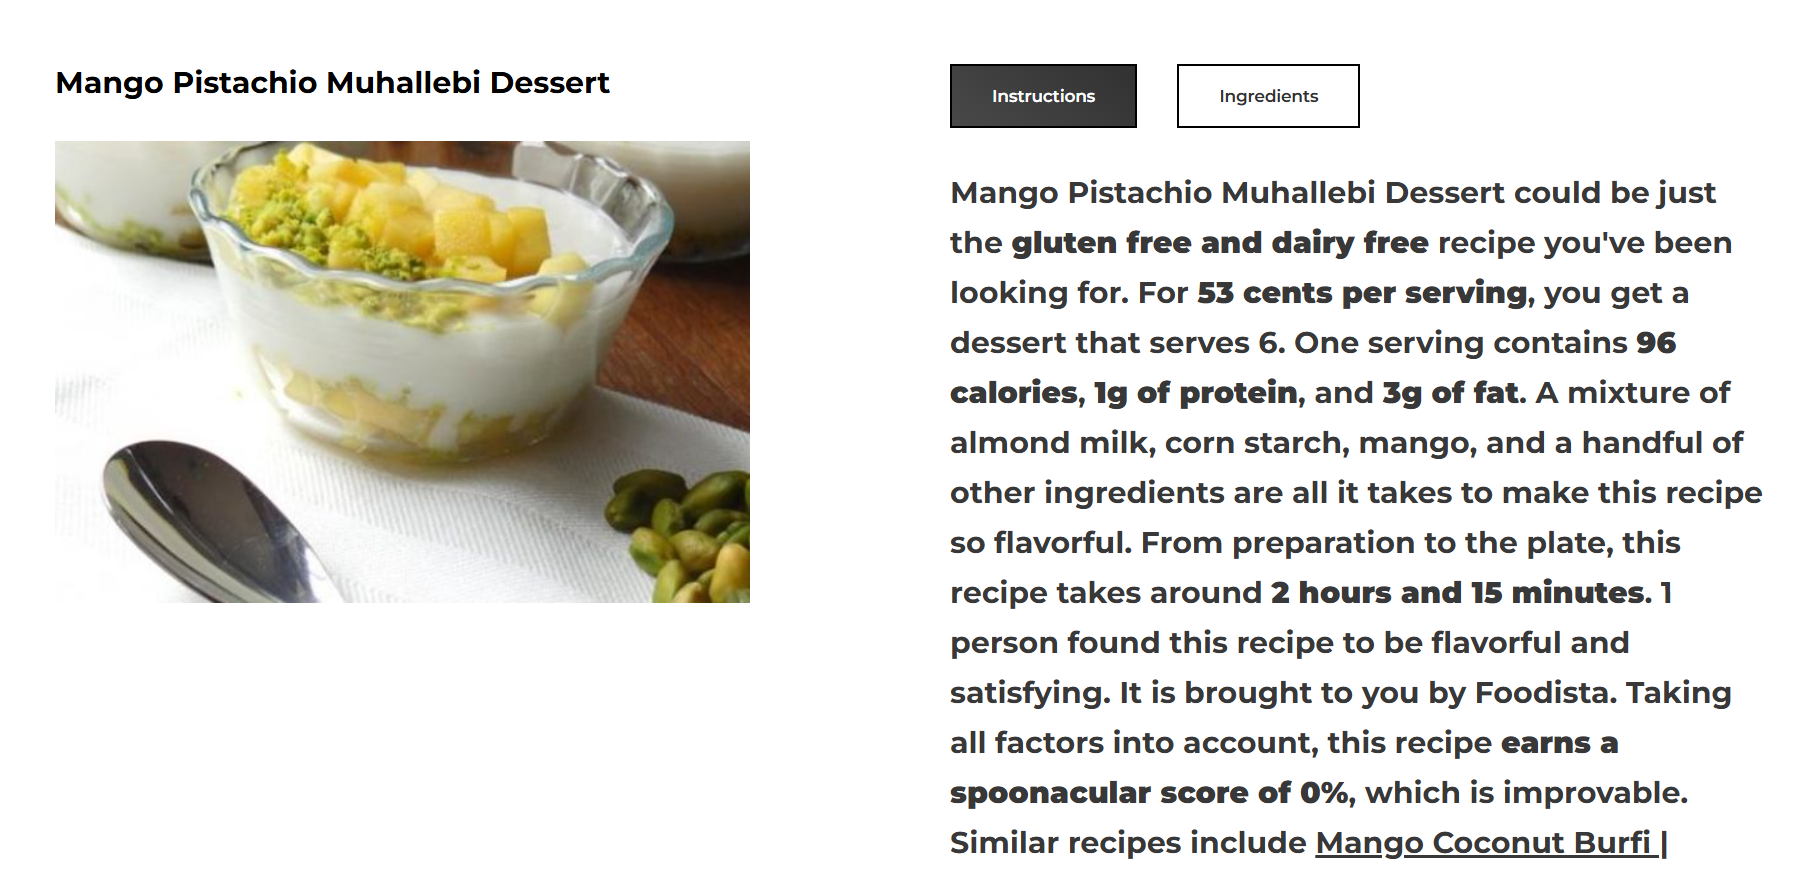 Mango Pistachio Muhallebi Dessert
Instructions
Ingredients
Mango Pistachio Muhallebi Dessert could be just
the gluten free and dairy free recipe you've been
looking for. For 53 cents per serving, you get a
dessert that serves 6. One serving contains 96
calories, 1g of protein, and 3g of fat. A mixture of
almond milk, corn starch, mango, and a handful of
other ingredients are all it takes to make this recipe
so flavorful. From preparation to the plate, this
recipe takes around 2 hours and 15 minutes. 1
person found this recipe to be flavorful and
satisfying. It is brought to you by Foodista. Taking
all factors into account, this recipe earns a
spoonacular score of 0%, which is improvable.
Similar recipes include Mango Coconut Burfi |